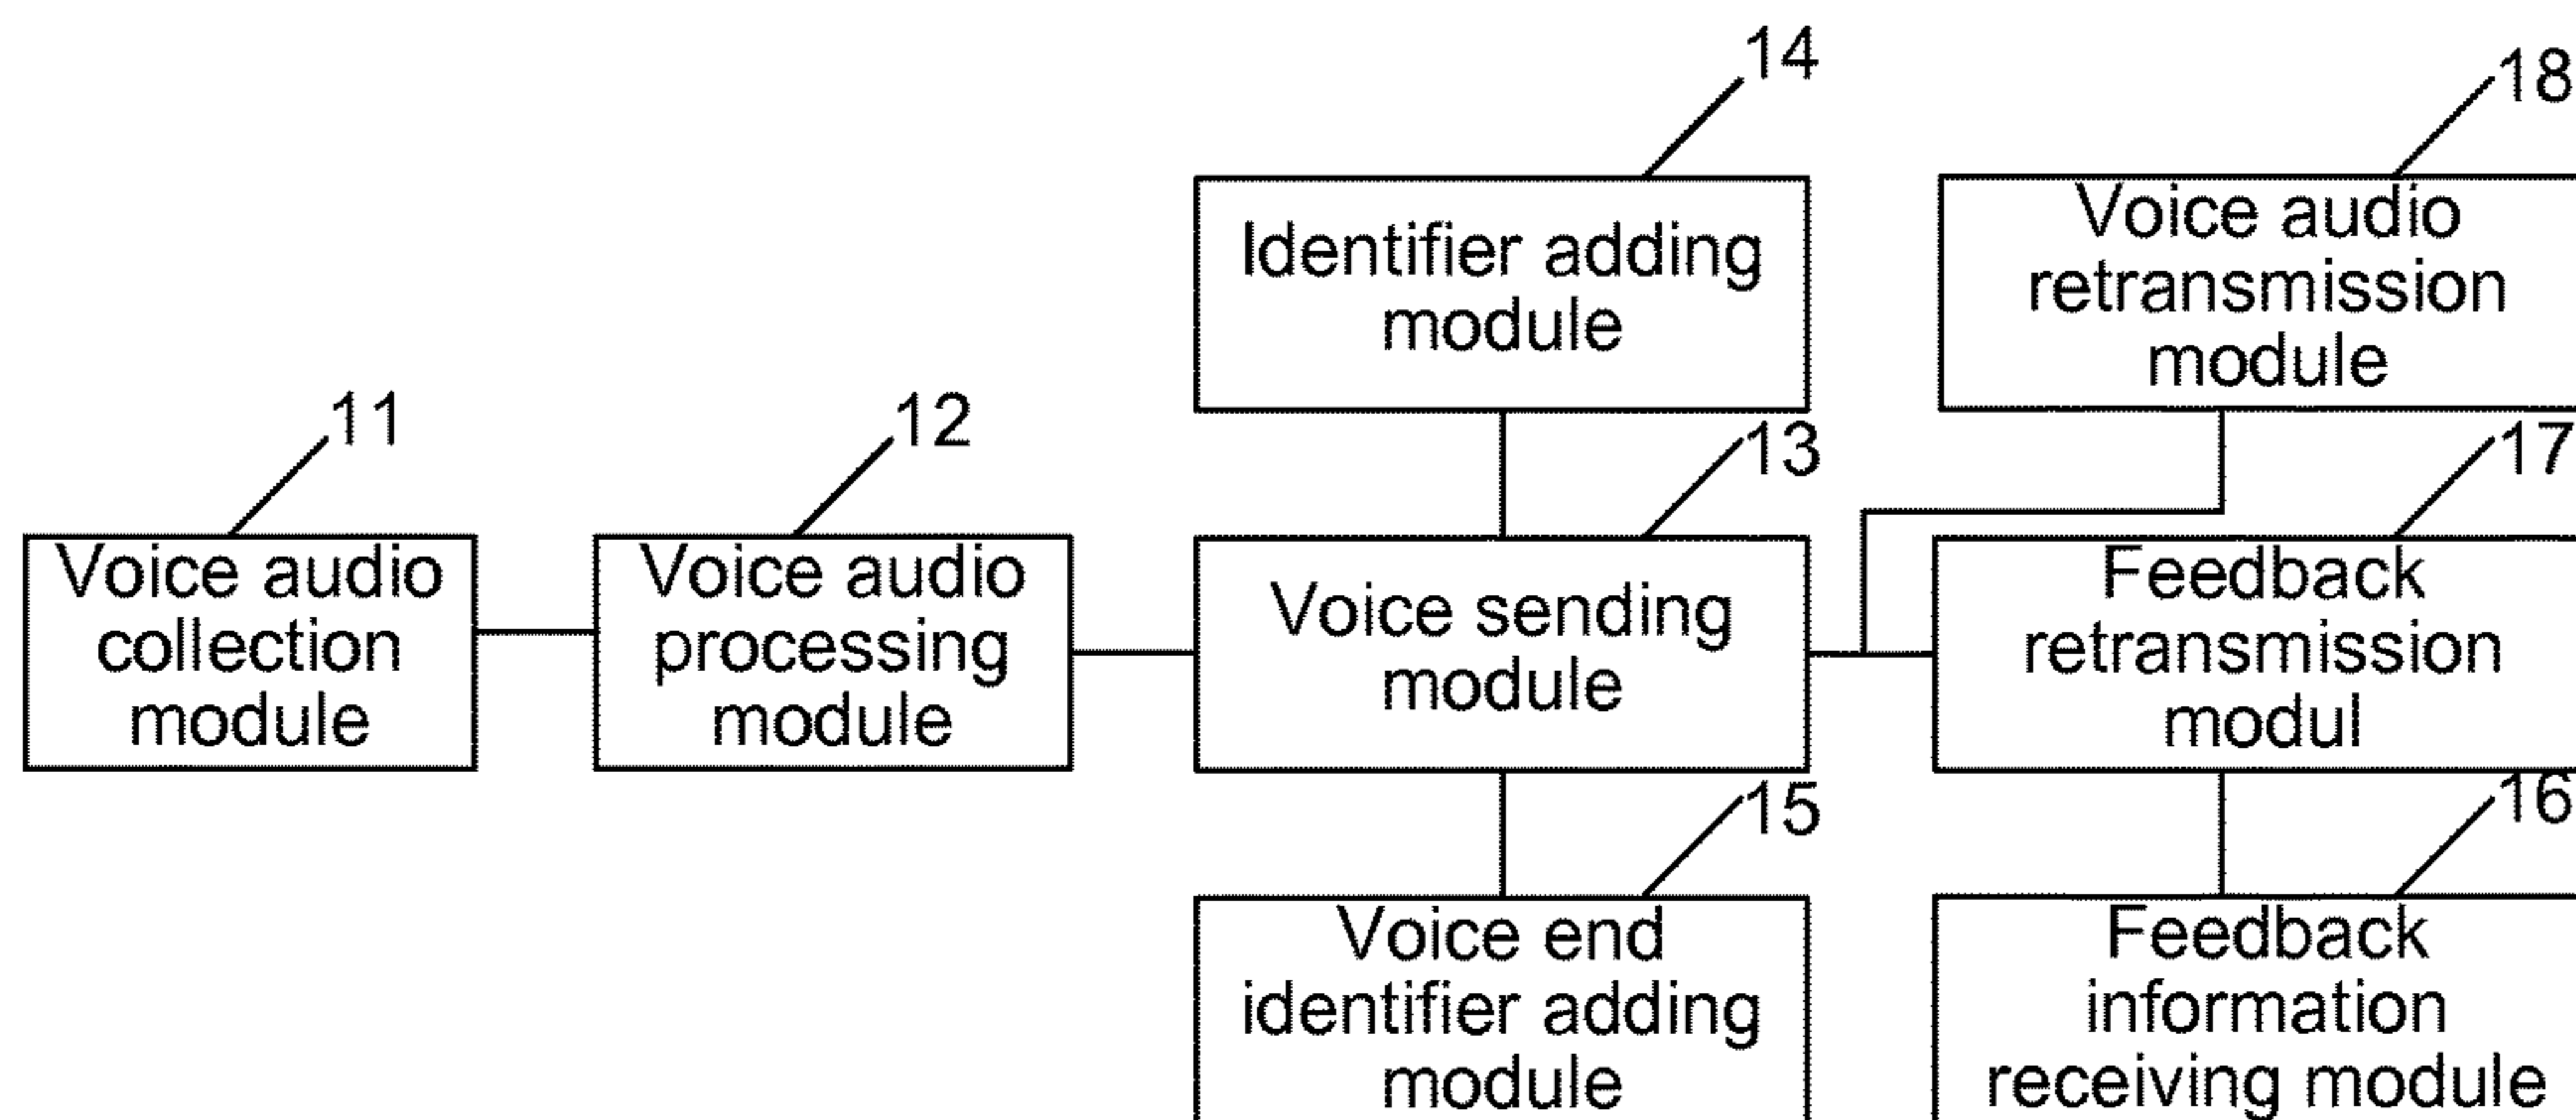 14
18
Identifier adding
module
Voice audio
retransmission
module
11
12
13
17
Voice audio
collection
module
Voice audio
processing
module
Voice sending
module
Feedback
retransmission
modul
15
16
Voice end
identifier adding
module
Feedback
information
receiving module